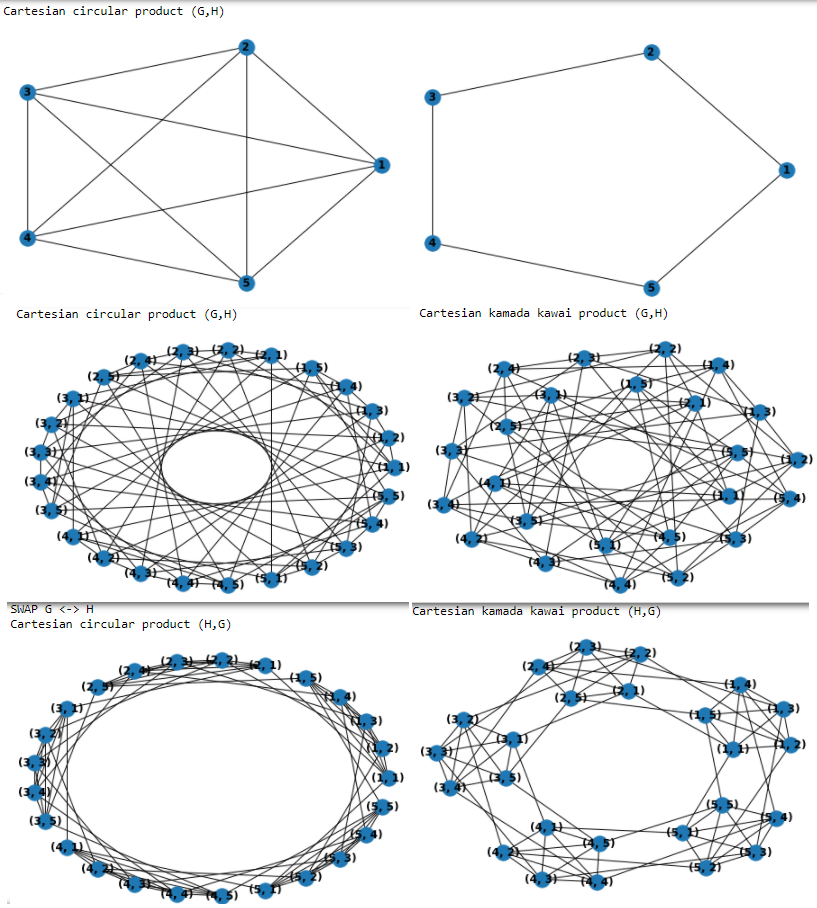 Cartesian circular product (G,H)
2
3
1
4
5
2
3
1
4
5
Cartesian circular product (G,H)
(2, 3) (2, 2)
(2, 4) (2, 1)
(2, 5) (1, 5)
(3, 1) (1, 4)
(3, 2) (1, 3)
(3, 3) (1, 2)
(3, 4) (1, 1)
(3, 5) (5, 5)
(4, 1) (5, 4)
(4, 2) (5, 3)
(4, 3) (5, 2)
(4, 4) (4, 5) (5, 1)
Cartesian kamada kawai product (G,H)
(2, 3) (2, 2)
(2, 4) (1, 4)
(3, 2) (3, 1) (1, 5)
(2, 1) (1, 3)
(2, 5)
(3, 3) (5, 5) (1, 2)
(4, 1)
(3, 4) (1, 1) (5, 4)
(3, 5)
(4, 2) (5, 1) (4, 5) (5, 3)
(4, 3)
(4, 4) (5, 2)
SWAP G <-> H
Cartesian circular product (H,G)
(2, 3) (2, 2)
(2, 4) (2, 1)
(2, 5) (1, 5)
(3, 1) (1, 4)
(3, 2) (1, 3)
(3, 3) (1, 2)
(3, 4) (1, 1)
(3, 5) (5, 5)
(4, 1) (5, 4)
(4, 2) (5, 3)
(4, 3) (5, 2)
(4, 4) (4, 5) (5, 1)
Cartesian kamada kawai product (H,G)
(2, 3) (2, 2)
(2, 4)
(2, 5) (2, 1) (1, 4)
(3, 2) (1, 5) (1, 3)
(3, 3) (3, 1) (1, 1) (1, 2)
(3, 4) (3, 5)
(5, 5)
(4, 1) (5, 1) (5, 4)
(4, 2) (4, 5) (5, 3)
(5, 2)
(4, 3) (4, 4)